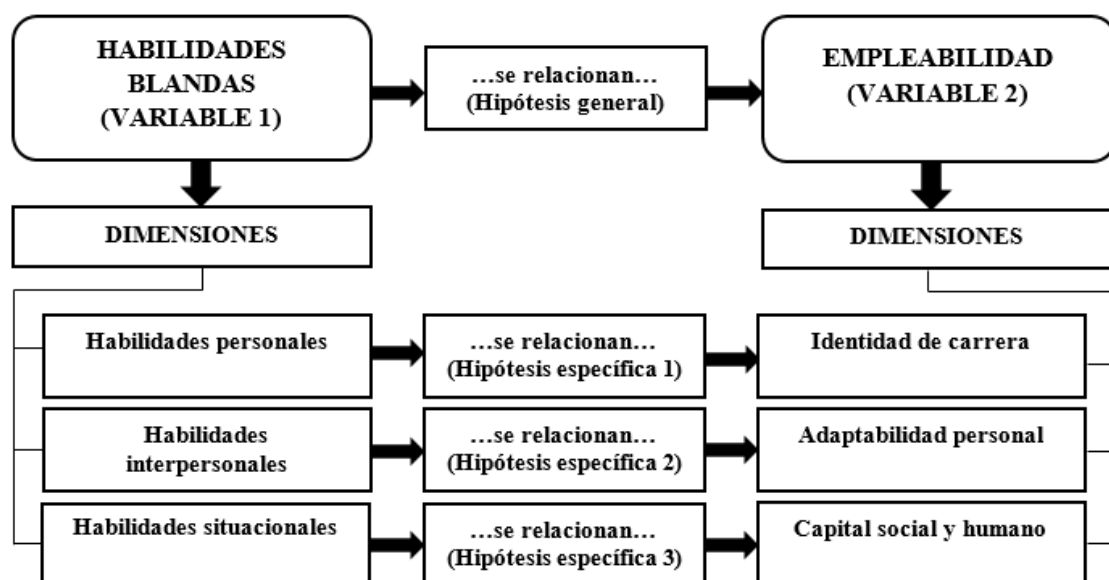 HABILIDADES
BLANDAS
(VARIABLE 1)
…se relacionan…
(Hipótesis general)
EMPLEABILIDAD
(VARIABLE 2)
DIMENSIONES
DIMENSIONES
Habilidades personales
…se relacionan…
(Hipótesis específica 1)
Identidad de carrera
Habilidades
interpersonales
…se relacionan…
(Hipótesis específica 2)
Adaptabilidad personal
Habilidades situacionales
…se relacionan…
(Hipótesis específica 3)
Capital social y humano